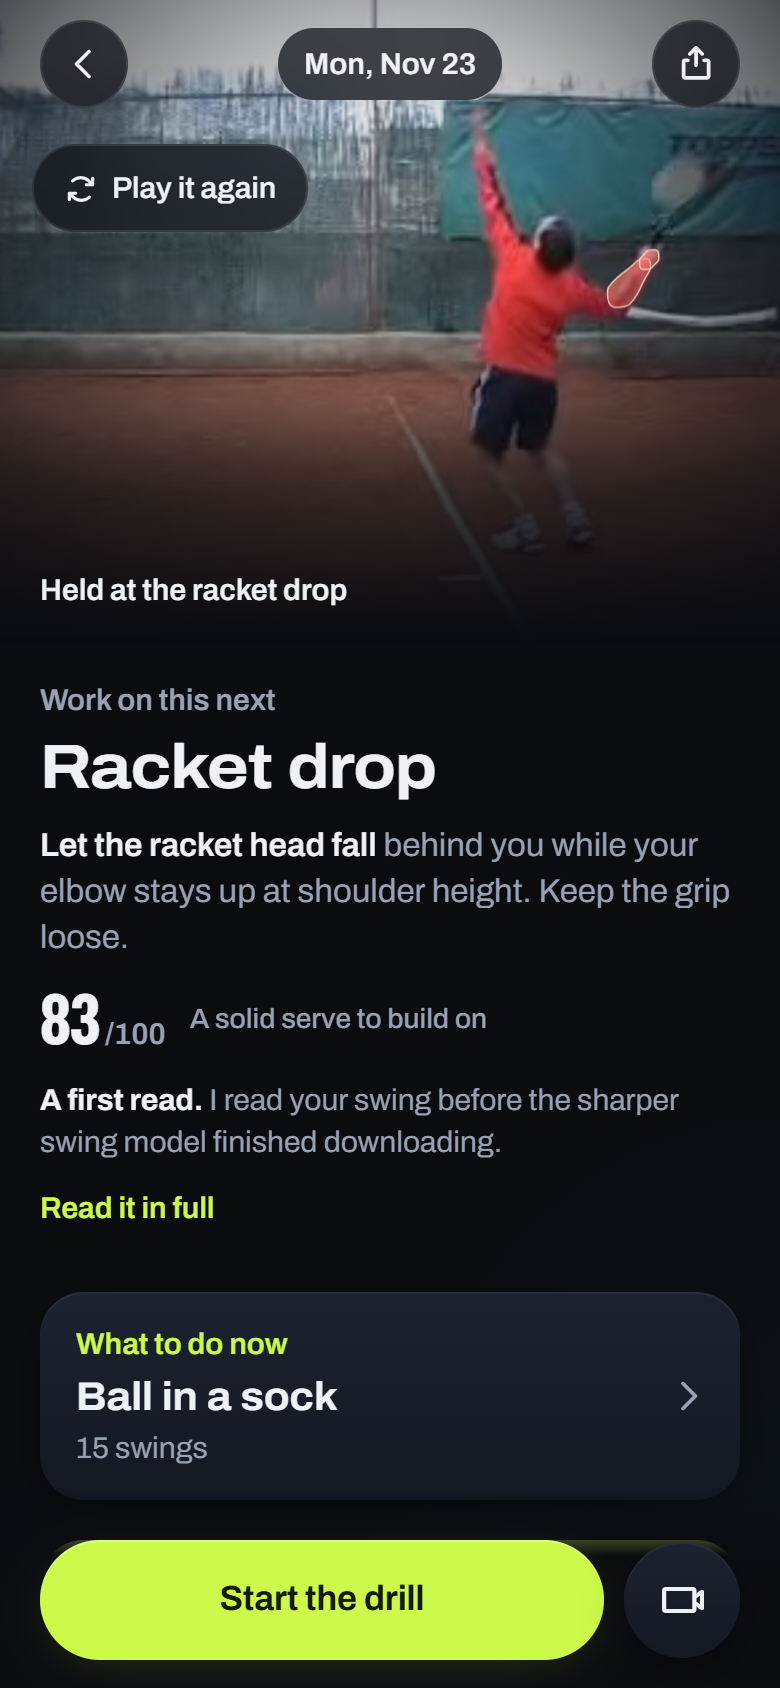 Mon, Nov 23
Play it again
Held at the racket drop
Work on this next
Racket drop
Let the racket head fall behind you while your
elbow stays up at shoulder height. Keep the grip
loose.
83/100 A solid serve to build on
A first read. I read your swing before the sharper
swing model finished downloading.
Read it in full
What to do now
Ball in a sock
15 swings
Start the drill